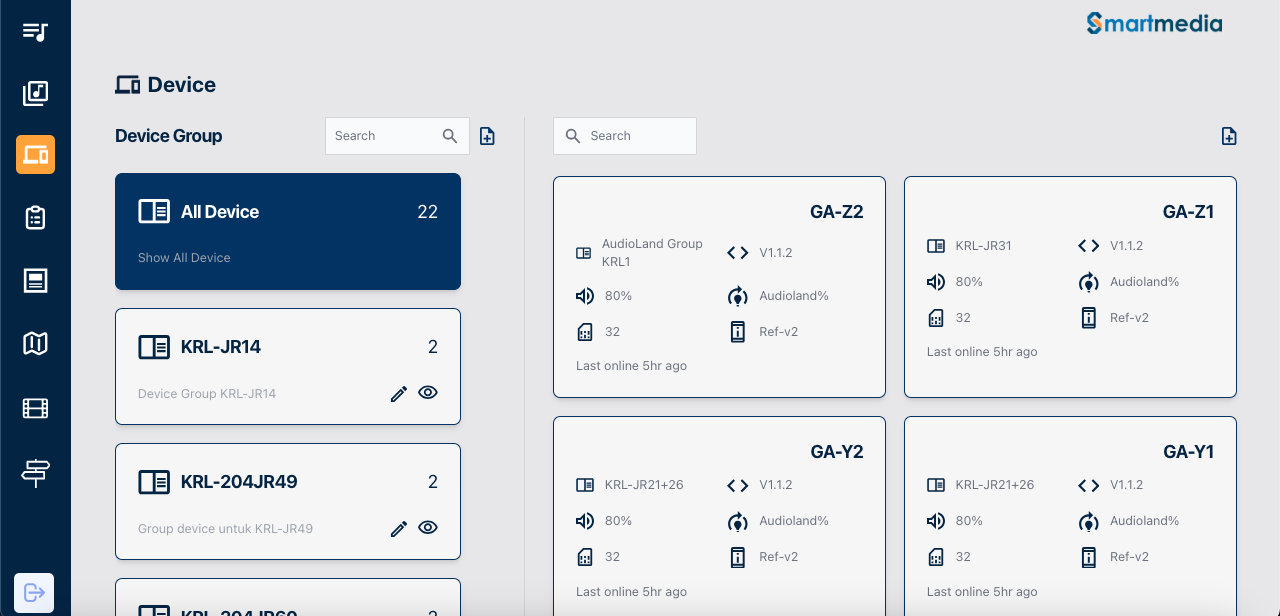 Smartmedia
Device
Device Group
Search
Search
All Device
22
Show All Device
KRL-JR14
2
Device Group KRL-JR14
KRL-204JR49
2
Group device untuk KRL-JR49
KRL-204JR60
2
GA-Z2
AudioLand Group
KRL1
V1.1.2
80%
Audioland%
32
Ref-v2
Last online 5hr ago
GA-Z1
KRL-JR31
V1.1.2
80%
Audioland%
32
Ref-v2
Last online 5hr ago
GA-Y2
KRL-JR21+26
V1.1.2
80%
Audioland%
32
Ref-v2
Last online 5hr ago
GA-Y1
KRL-JR21+26
V1.1.2
80%
Audioland%
32
Ref-v2
Last online 5hr ago